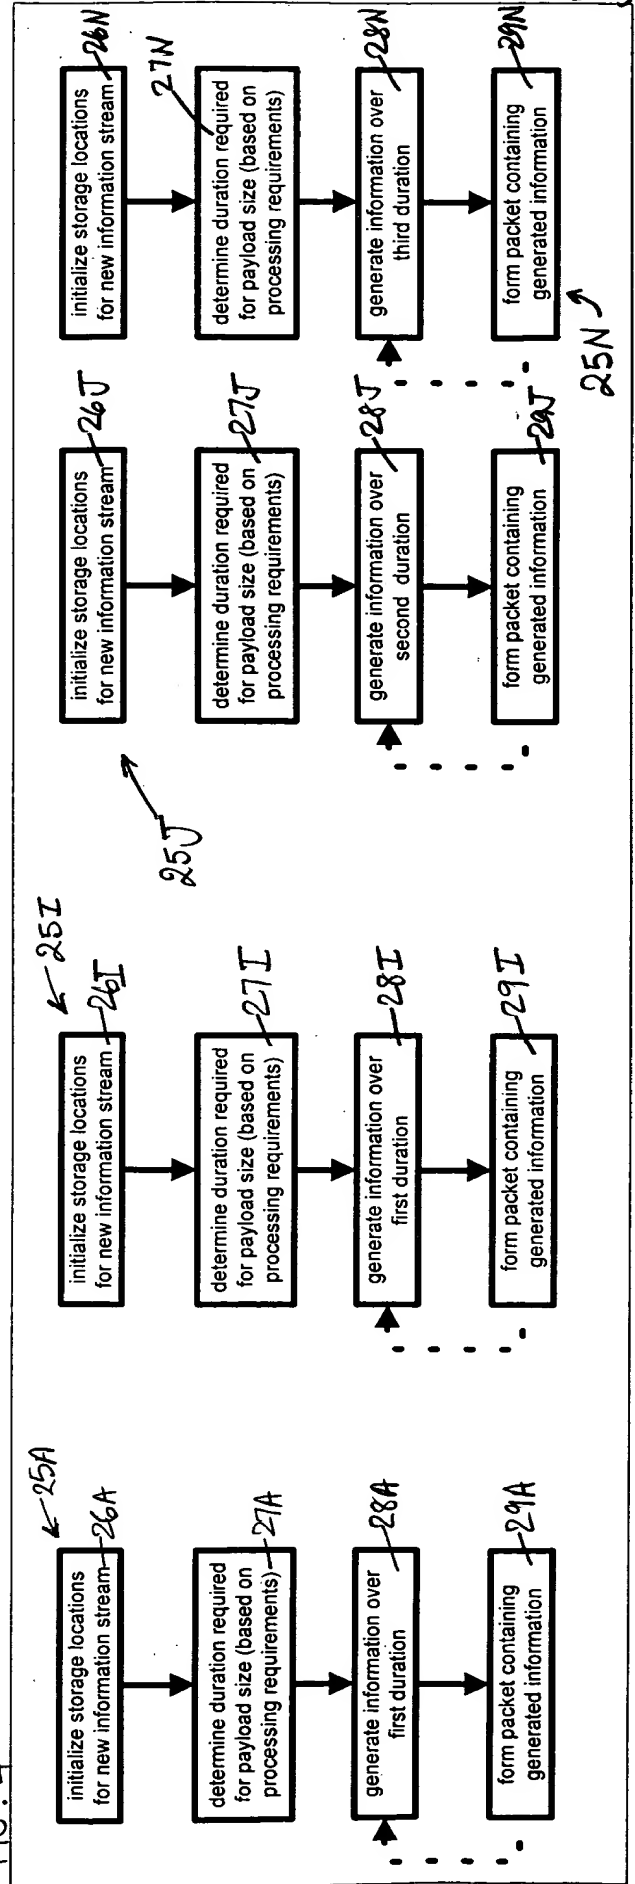 25A
initialize storage locations
for new information stream
26A
determine duration required
for payload size (based on
processing requirements)
27A
generate information over
first duration
28A
form packet containing
generated information
29A
25I
initialize storage locations
for new information stream
26I
determine duration required
for payload size (based on
processing requirements)
27I
generate information over
first duration
28I
form packet containing
generated information
29I
25J
initialize storage locations
for new information stream
26J
determine duration required
for payload size (based on
processing requirements)
27J
generate information over
second duration
28J
form packet containing
generated information
29J
initialize storage locations
for new information stream
26N
determine duration required
for payload size (based on
processing requirements)
27N
generate information over
third duration
28N
form packet containing
generated information
29N
25N